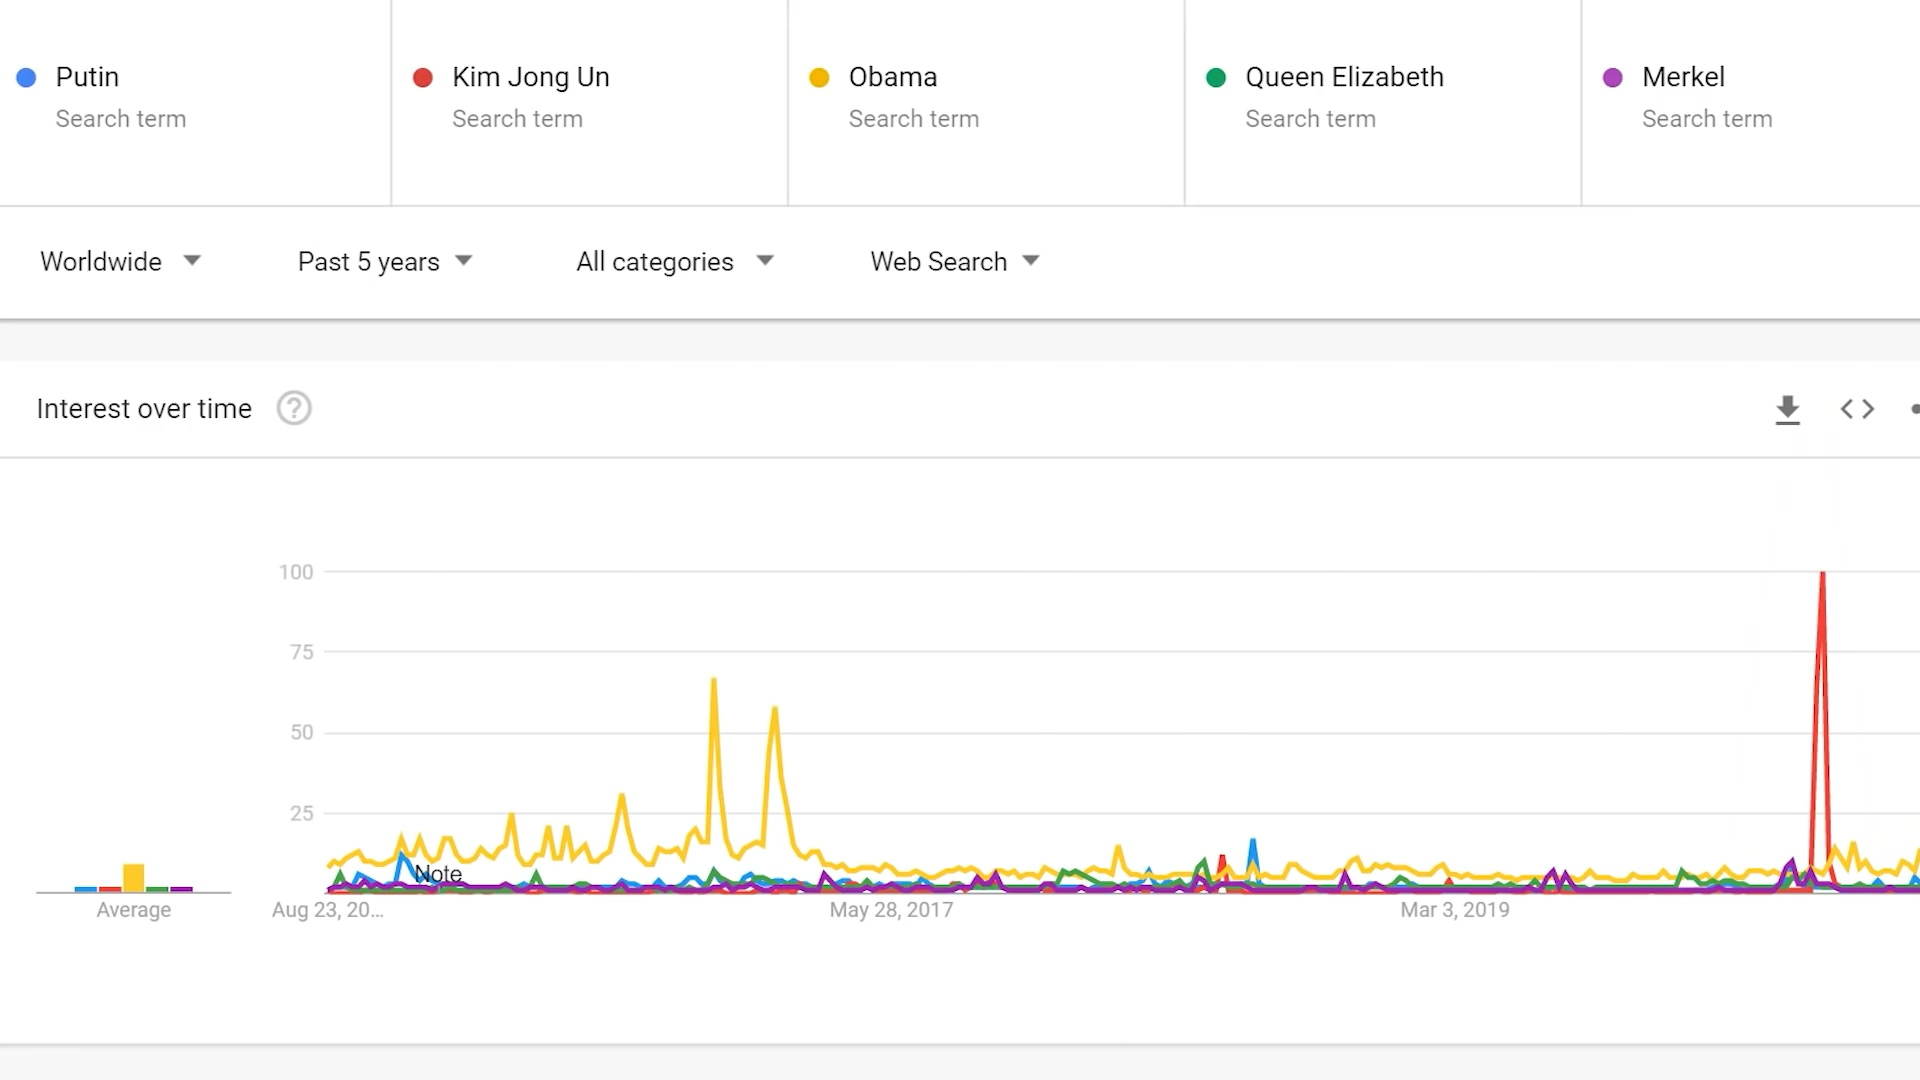 Putin
Search term
Kim Jong Un
Search term
Obama
Search term
Queen Elizabeth
Search term
Merkel
Search term
Worldwide
Past 5 years
All categories
Web Search
Interest over time
?
100
75
50
25
Note
Average
Aug 23, 20...
May 28, 2017
Mar 3, 2019